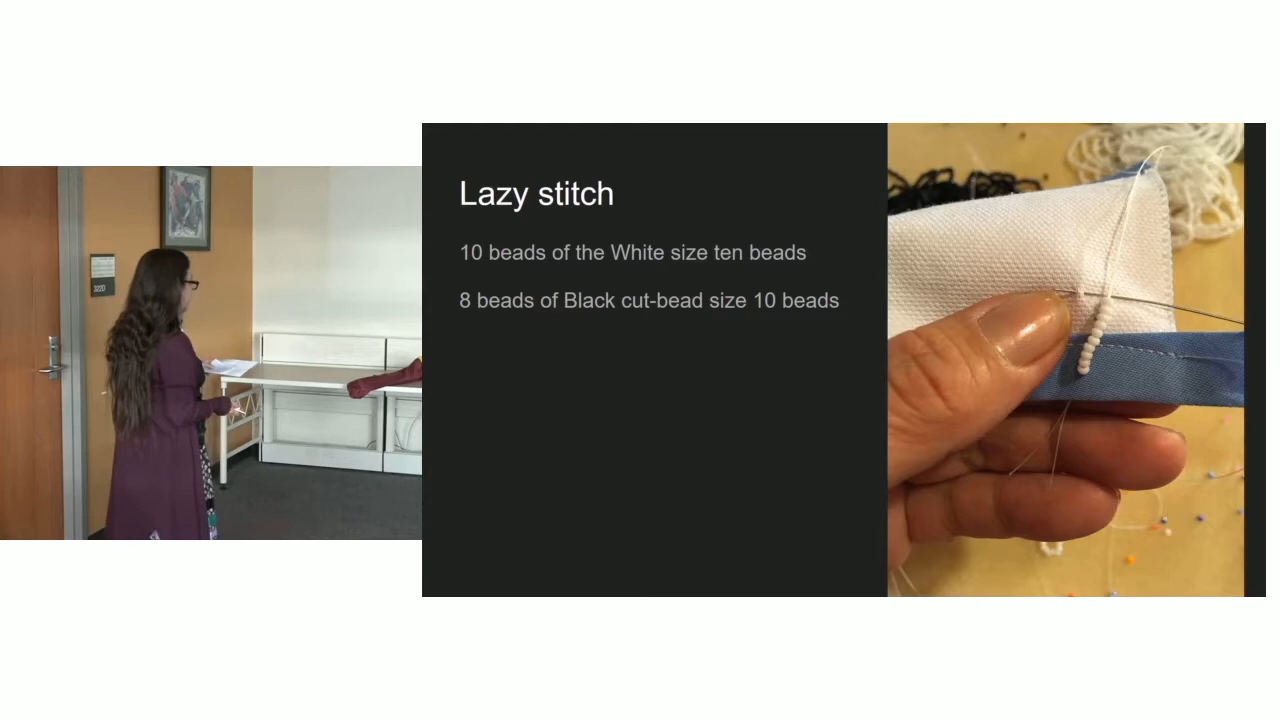 322D
Lazy stitch
10 beads of the White size ten beads
8 beads of Black cut-bead size 10 beads